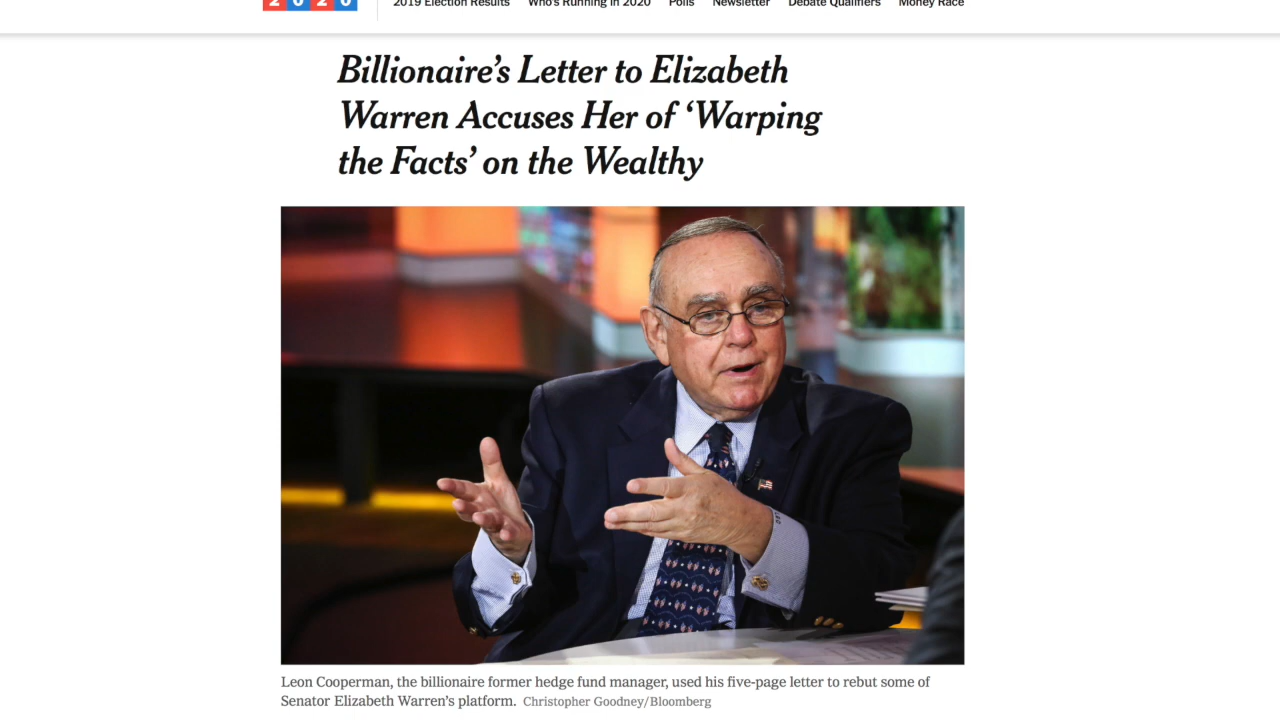 2020
2019 Election Results Who's Running in 2020 Polls Newsletter Debate Qualifiers Money Race
Billionaire’s Letter to Elizabeth
Warren Accuses Her of ‘Warping
the Facts’ on the Wealthy
Leon Cooperman, the billionaire former hedge fund manager, used his five-page letter to rebut some of
Senator Elizabeth Warren’s platform. Christopher Goodney/Bloomberg